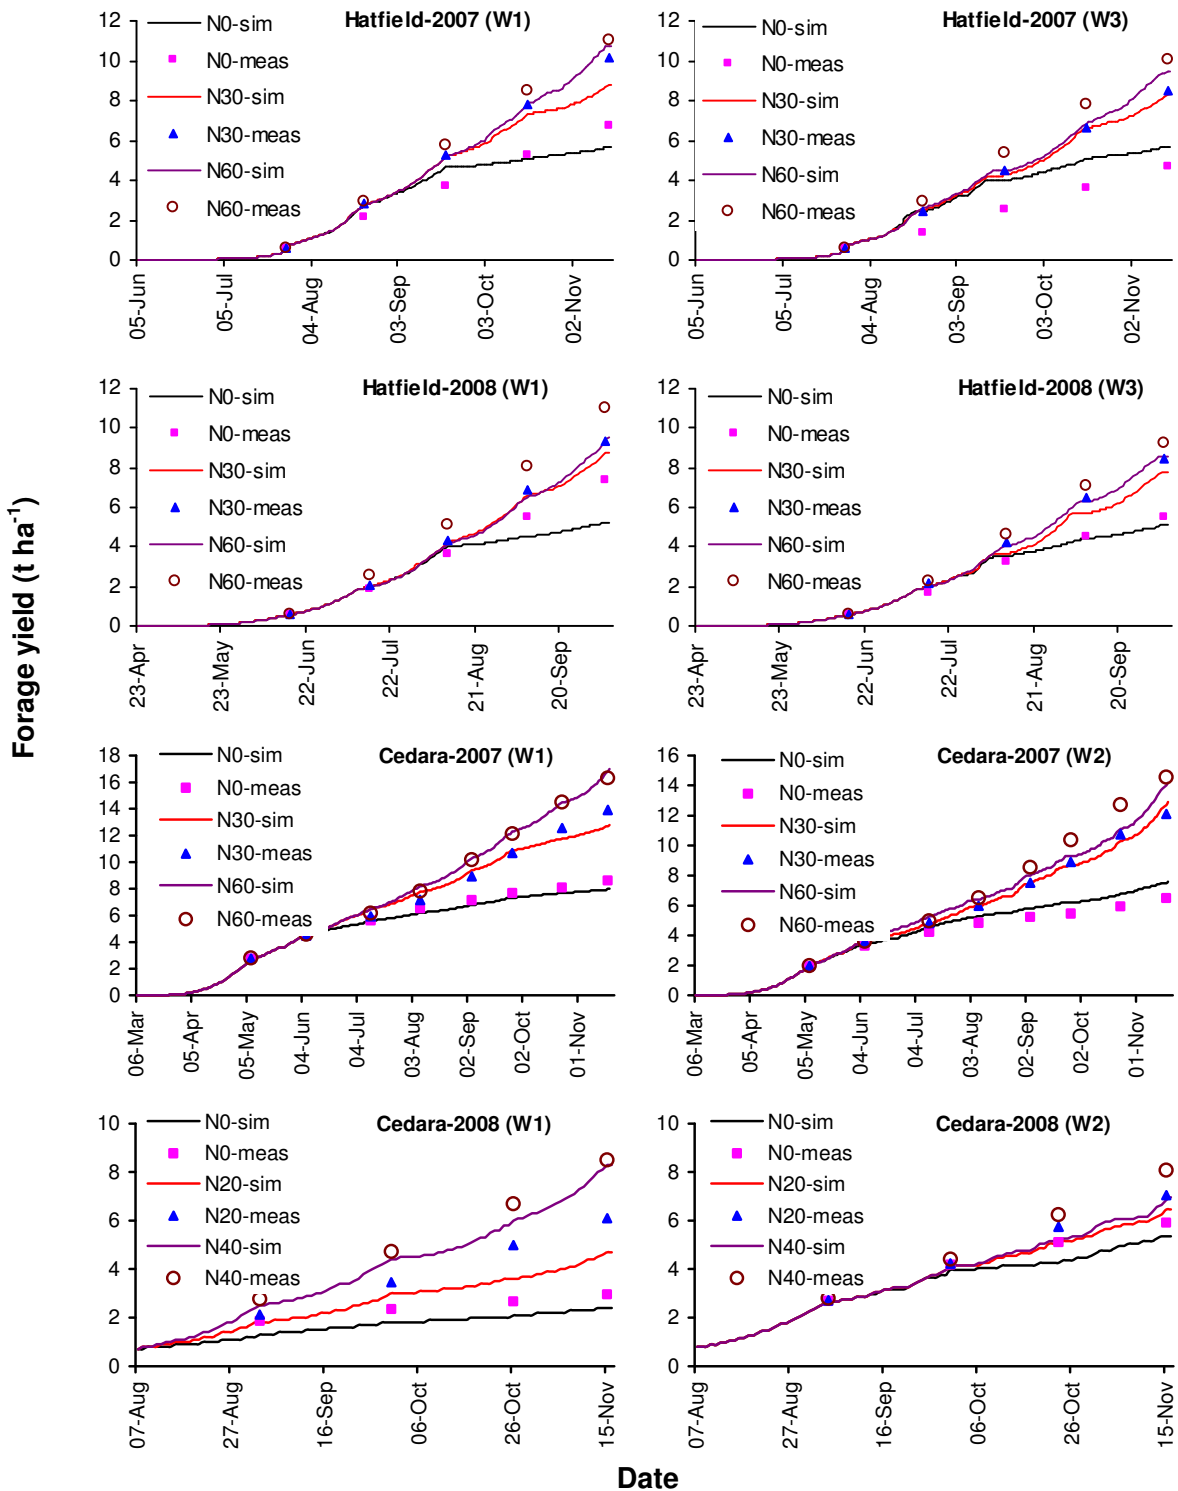 Forage yield (t ha-1)
Hatfield-2007 (W1)
12
10
8
6
4
2
0
N0-sim
N0-meas
N30-sim
N30-meas
N60-sim
N60-meas
05-Jun
05-Jul
04-Aug
03-Sep
03-Oct
02-Nov
Hatfield-2007 (W3)
12
10
8
6
4
2
0
N0-sim
N0-meas
N30-sim
N30-meas
N60-sim
N60-meas
05-Jun
05-Jul
04-Aug
03-Sep
03-Oct
02-Nov
Hatfield-2008 (W1)
12
10
8
6
4
2
0
N0-sim
N0-meas
N30-sim
N30-meas
N60-sim
N60-meas
23-Apr
23-May
22-Jun
22-Jul
21-Aug
20-Sep
Hatfield-2008 (W3)
12
10
8
6
4
2
0
N0-sim
N0-meas
N30-sim
N30-meas
N60-sim
N60-meas
23-Apr
23-May
22-Jun
22-Jul
21-Aug
20-Sep
Cedara-2007 (W1)
18
16
14
12
10
8
6
4
2
0
N0-sim
N0-meas
N30-sim
N30-meas
N60-sim
N60-meas
06-Mar
05-Apr
05-May
04-Jun
04-Jul
03-Aug
02-Sep
02-Oct
01-Nov
Cedara-2007 (W2)
16
14
12
10
8
6
4
2
0
N0-sim
N0-meas
N30-sim
N30-meas
N60-sim
N60-meas
06-Mar
05-Apr
05-May
04-Jun
04-Jul
03-Aug
02-Sep
02-Oct
01-Nov
Cedara-2008 (W1)
10
8
6
4
2
0
N0-sim
N0-meas
N20-sim
N20-meas
N40-sim
N40-meas
07-Aug
27-Aug
16-Sep
06-Oct
26-Oct
15-Nov
Cedara-2008 (W2)
10
8
6
4
2
0
N0-sim
N0-meas
N20-sim
N20-meas
N40-sim
N40-meas
07-Aug
27-Aug
16-Sep
06-Oct
26-Oct
15-Nov
Date